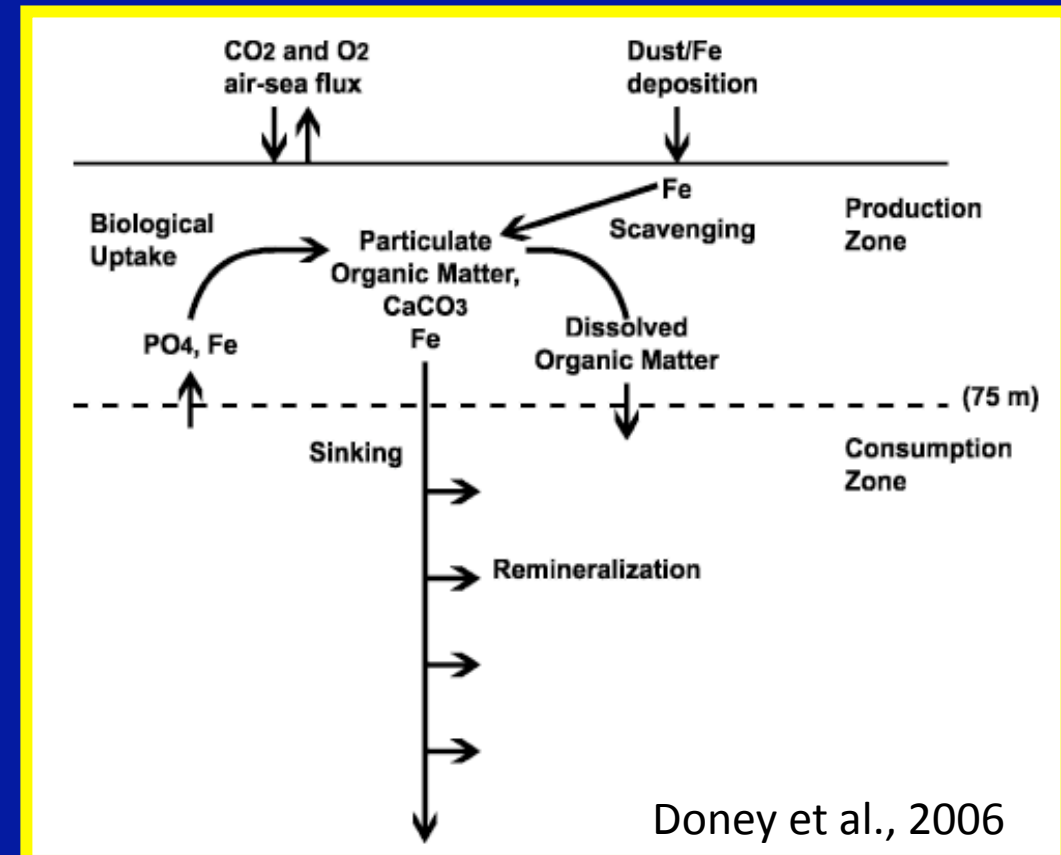 CO2 and O2
air-sea flux
Dust/Fe
deposition
Fe
Scavenging
Production
Zone
Biological
Uptake
Particulate
Organic Matter,
CaCO3
Fe
PO4, Fe
Dissolved
Organic Matter
(75 m)
Sinking
Consumption
Zone
Remineralization
Doney et al., 2006